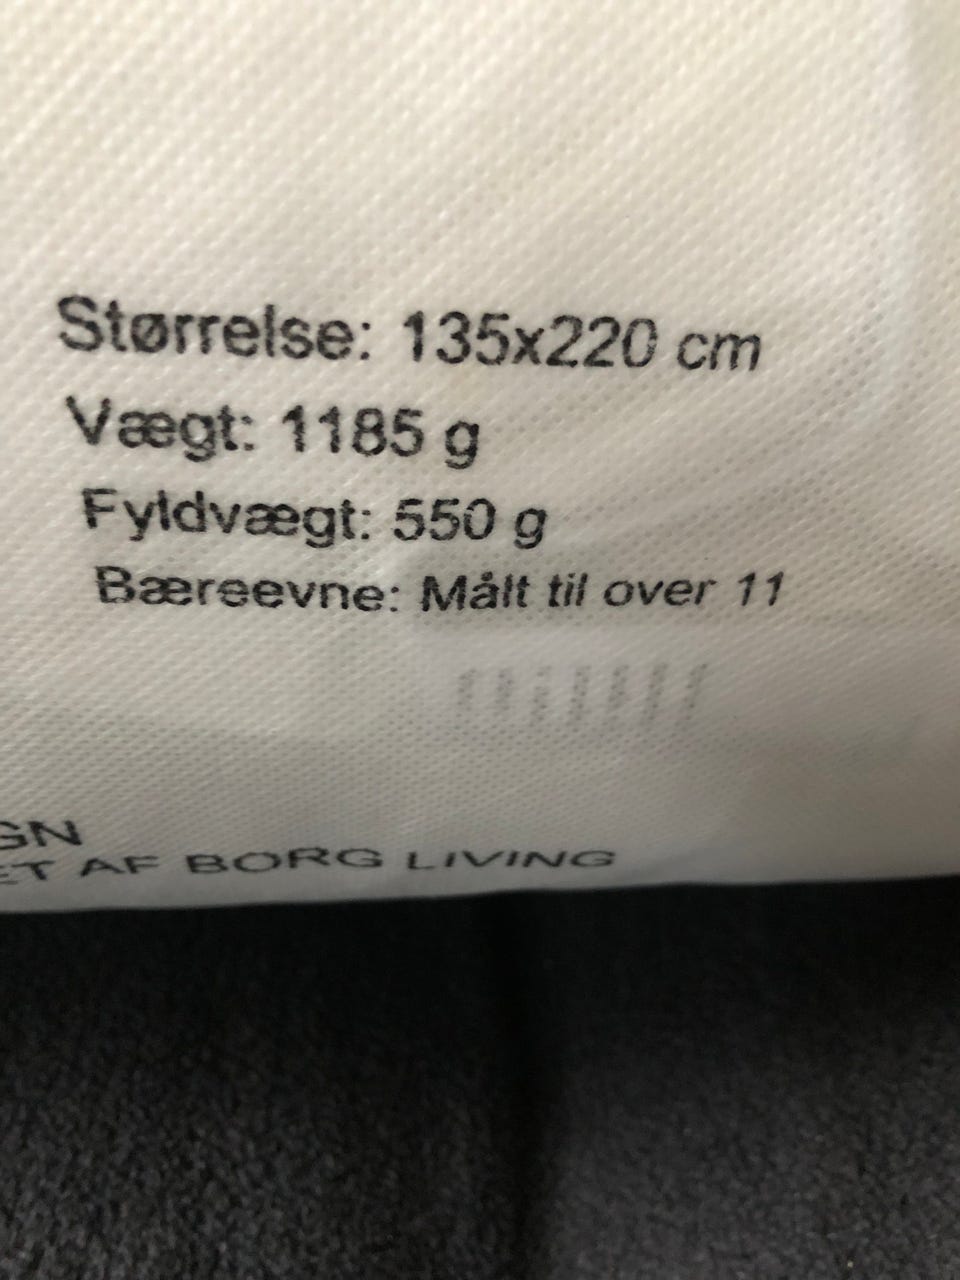 Størrelse: 135x220 cm
Vægt: 1185 g
Fyldvægt: 550 g
Bæreevne: Målt til over 11
GN
ET AF BORG LIVING